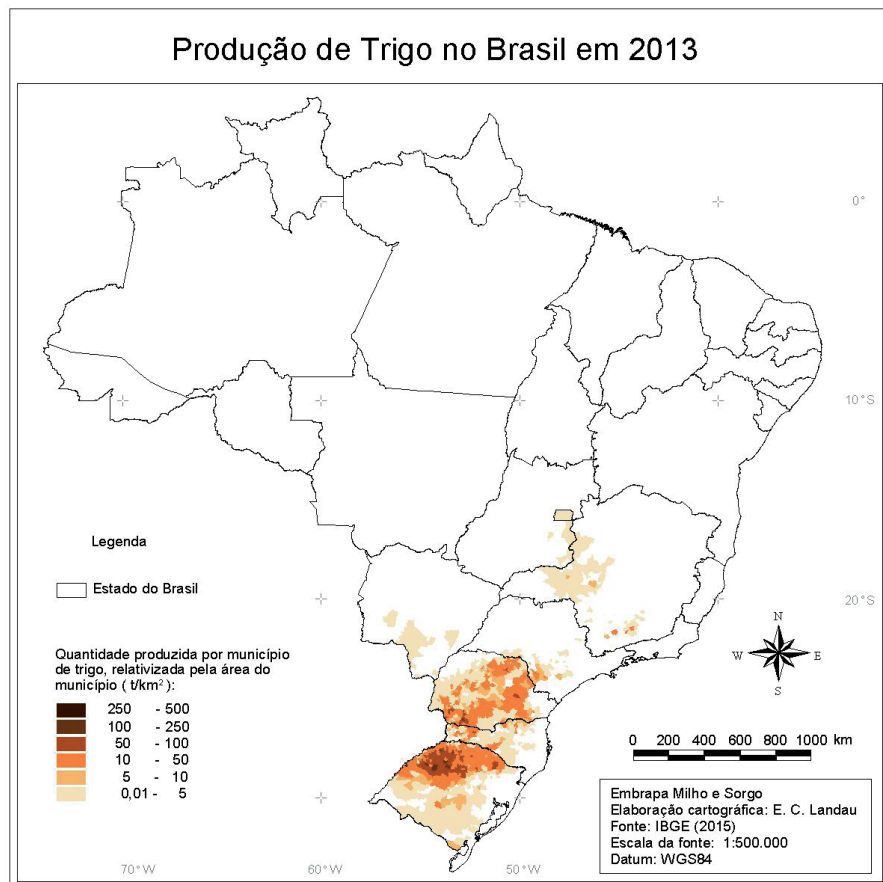 Produção de Trigo no Brasil em 2013
0°
10°S
20°S
Legenda
Estado do Brasil
Quantidade produzida por município
de trigo, relativizada pela área do
município ( t/km² ):
250 - 500
100 - 250
50 - 100
10 - 50
5 - 10
0,01 - 5
N
W E
S
0 200 400 600 800 1000 km
Embrapa Milho e Sorgo
Elaboração cartográfica: E. C. Landau
Fonte: IBGE (2015)
Escala da fonte: 1:500.000
Datum: WGS84
70°W 60°W 50°W